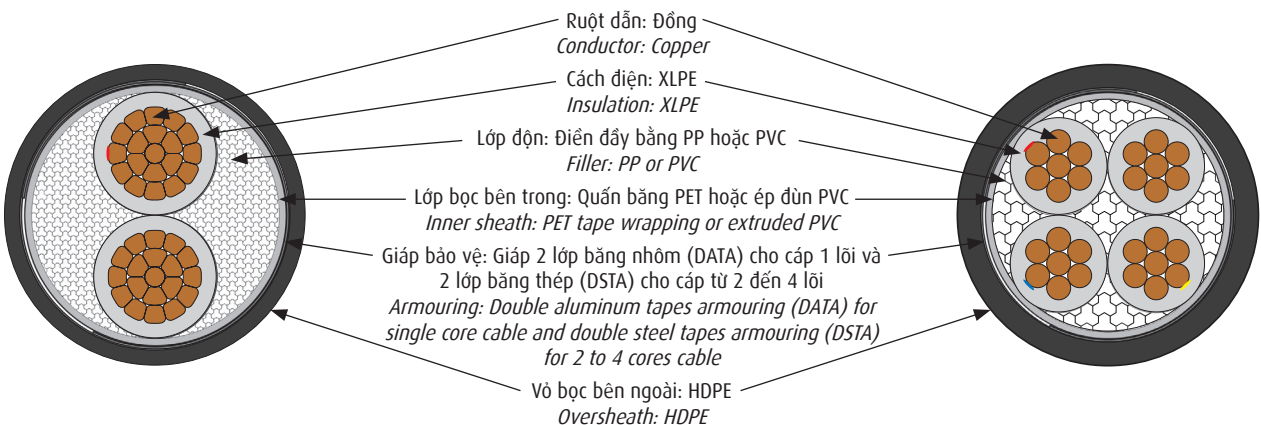 Ruột dẫn: Đồng
Conductor: Copper
Cách điện: XLPE
Insulation: XLPE
Lớp độn: Điền đầy bằng PP hoặc PVC
Filler: PP or PVC
Lớp bọc bên trong: Quấn băng PET hoặc ép đùn PVC
Inner sheath: PET tape wrapping or extruded PVC
Giáp bảo vệ: Giáp 2 lớp băng nhôm (DATA) cho cáp 1 lõi và
2 lớp băng thép (DSTA) cho cáp từ 2 đến 4 lõi
Armouring: Double aluminum tapes armouring (DATA) for
single core cable and double steel tapes armouring (DSTA)
for 2 to 4 cores cable
Vỏ bọc bên ngoài: HDPE
Oversheath: HDPE